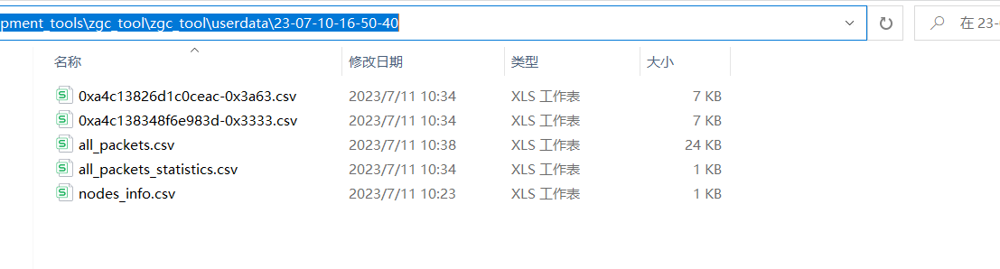 pment_tools\zgc_tool\zgc_tool\userdata\23-07-10-16-50-40
在 23-
名称 修改日期 类型 大小
0xa4c13826d1c0ceac-0x3a63.csv 2023/7/11 10:34 XLS 工作表 7 KB
0xa4c138348f6e983d-0x3333.csv 2023/7/11 10:34 XLS 工作表 7 KB
all_packets.csv 2023/7/11 10:38 XLS 工作表 24 KB
all_packets_statistics.csv 2023/7/11 10:34 XLS 工作表 1 KB
nodes_info.csv 2023/7/11 10:23 XLS 工作表 1 KB